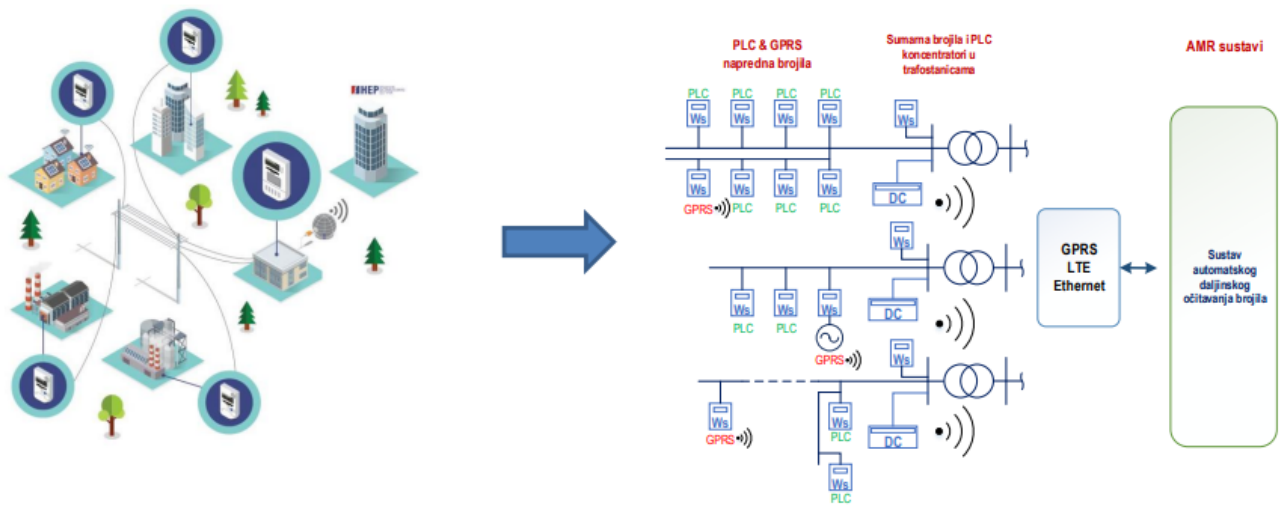 HEP
PLC & GPRS
napredna brojila
Sumarna brojila i PLC
koncentratori u
trafostanicama
AMR sustavi
PLC PLC PLC PLC
Ws Ws Ws Ws Ws
Ws Ws Ws Ws DC
GPRS PLC PLC PLC
Ws
Ws Ws Ws DC
PLC PLC
GPRS
Ws
Ws Ws DC
GPRS PLC
Ws
PLC
GPRS
LTE
Ethernet
Sustav
automatskog
daljinskog
očitavanja brojila